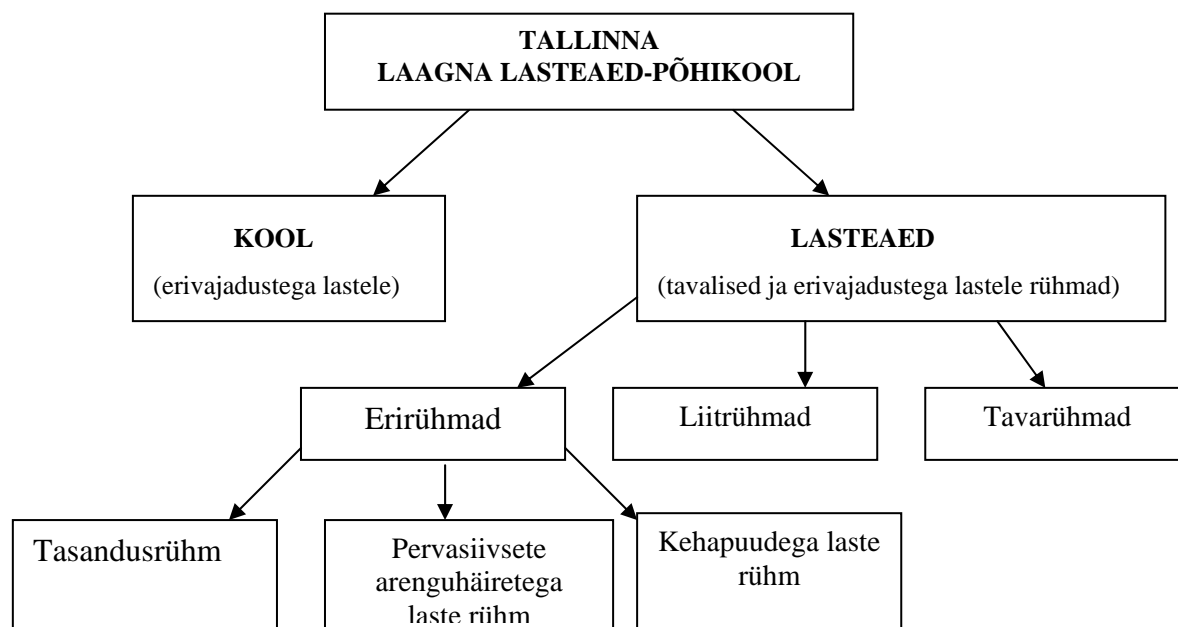 TALLINNA
LAAGNA LASTEAED-PÕHIKOOL
KOOL
(erivajadustega lastele)
LASTEAED
(tavalised ja erivajadustega lastele rühmad)
Erirühmad
Liitrühmad
Tavarühmad
Tasandusrühm
Pervasiivsete
arenguhäiretega
laste rühm
Kehapuudega laste
rühm